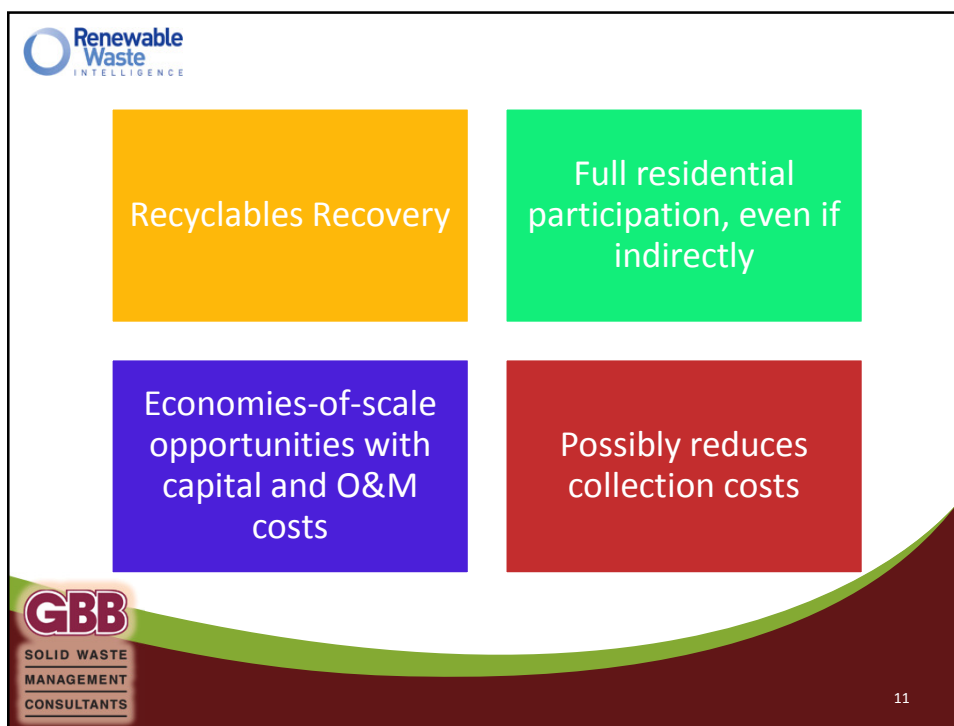 Renewable
Waste
INTELLIGENCE
Recyclables Recovery
Full residential
participation, even if
indirectly
Economies-of-scale
opportunities with
capital and O&M
costs
Possibly reduces
collection costs
GBB
SOLID WASTE
MANAGEMENT
CONSULTANTS
11